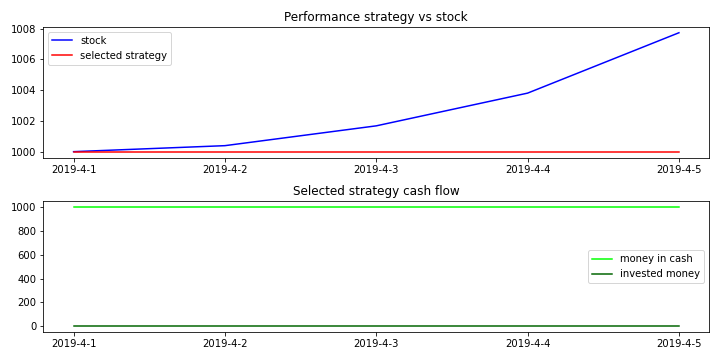 Performance strategy vs stock
1008
1006
1004
1002
1000
stock
selected strategy
2019-4-1 2019-4-2 2019-4-3 2019-4-4 2019-4-5
Selected strategy cash flow
1000
800
600
400
200
0
money in cash
invested money
2019-4-1 2019-4-2 2019-4-3 2019-4-4 2019-4-5